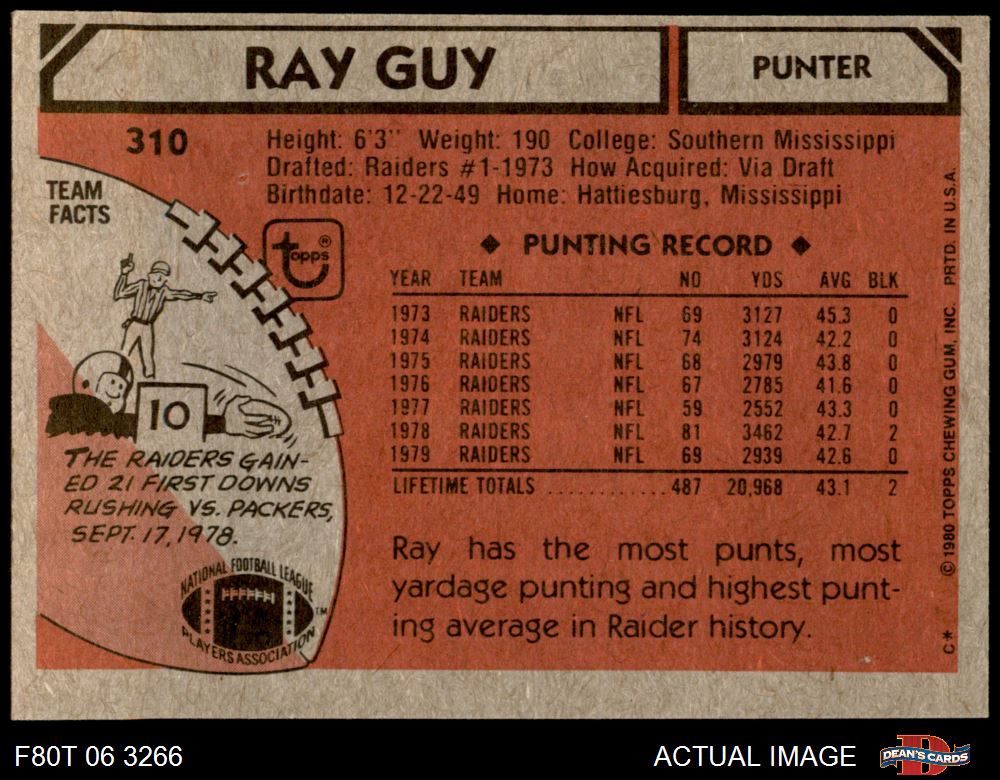 RAY GUY
PUNTER
310
Height: 6'3" Weight: 190 College: Southern Mississippi
Drafted: Raiders #1-1973 How Acquired: Via Draft
Birthdate: 12-22-49 Home: Hattiesburg, Mississippi
TEAM
FACTS
topps®
10
THE RAIDERS GAIN-
ED 21 FIRST DOWNS
RUSHING VS. PACKERS,
SEPT. 17, 1978.
NATIONAL FOOTBALL LEAGUE
PLAYERS ASSOCIATION
TM
◆ PUNTING RECORD ◆
YEAR TEAM NO YDS AVG BLK
1973 RAIDERS NFL 69 3127 45.3 0
1974 RAIDERS NFL 74 3124 42.2 0
1975 RAIDERS NFL 68 2979 43.8 0
1976 RAIDERS NFL 67 2785 41.6 0
1977 RAIDERS NFL 59 2552 43.3 0
1978 RAIDERS NFL 81 3462 42.7 2
1979 RAIDERS NFL 69 2939 42.6 0
LIFETIME TOTALS ............ 487 20,968 43.1 2
Ray has the most punts, most
yardage punting and highest punt-
ing average in Raider history.
© 1980 TOPPS CHEWING GUM, INC. PRTD. IN U.S.A.
C*
F80T 06 3266
ACTUAL IMAGE
DEAN'S CARDS